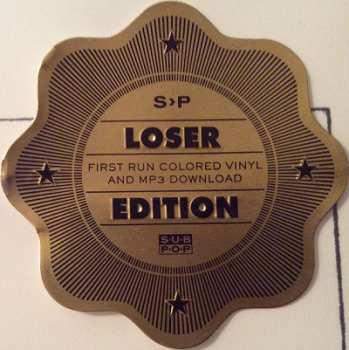 S>P
LOSER
FIRST RUN COLORED VINYL
AND MP3 DOWNLOAD
EDITION
SUB
POP